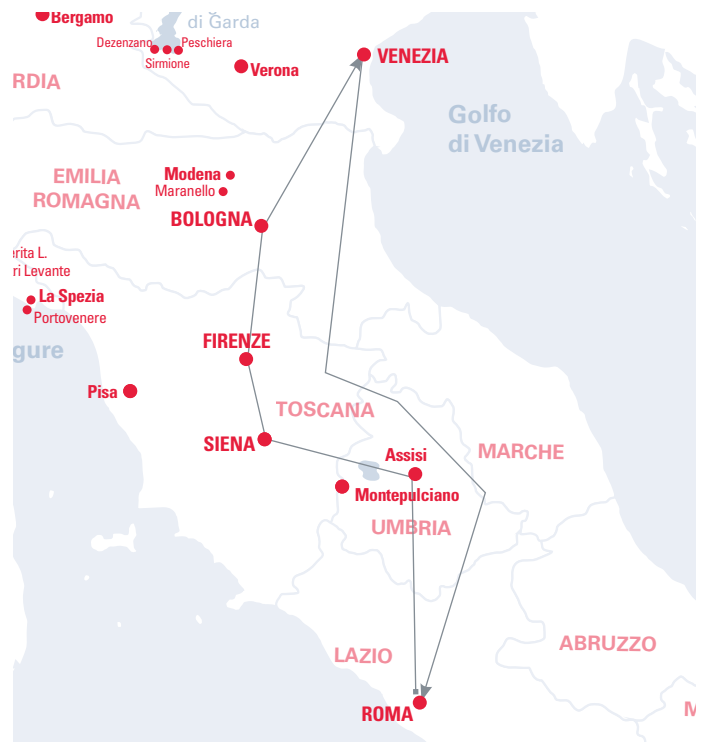 Bergamo
di Garda
Dezenzano
Peschiera
Sirmione
Verona
VENEZIA
RDIA
Golfo
di Venezia
EMILIA
ROMAGNA
Modena
Maranello
BOLOGNA
erita L.
ri Levante
La Spezia
Portovenere
gure
FIRENZE
Pisa
TOSCANA
SIENA
Assisi
MARCHE
Montepulciano
UMBRIA
LAZIO
ABRUZZO
ROMA
M